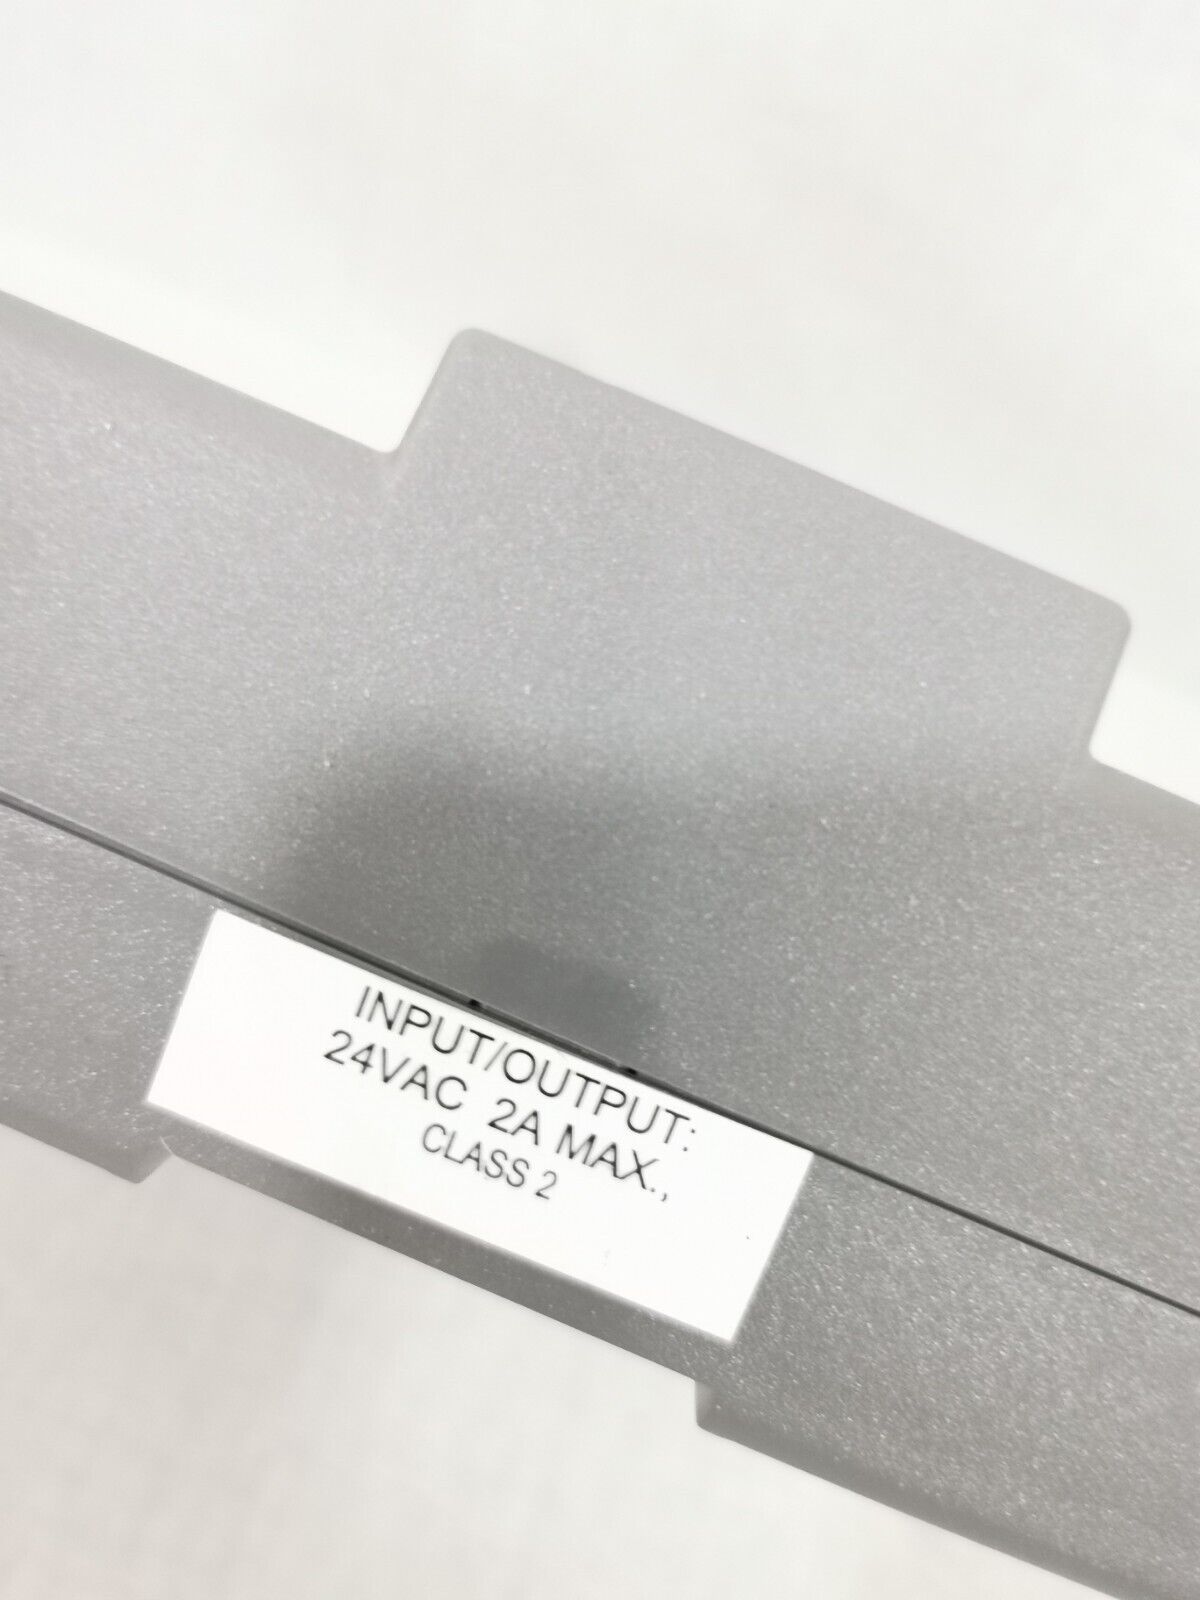 INPUT/OUTPUT:
24VAC 2A MAX.,
CLASS 2